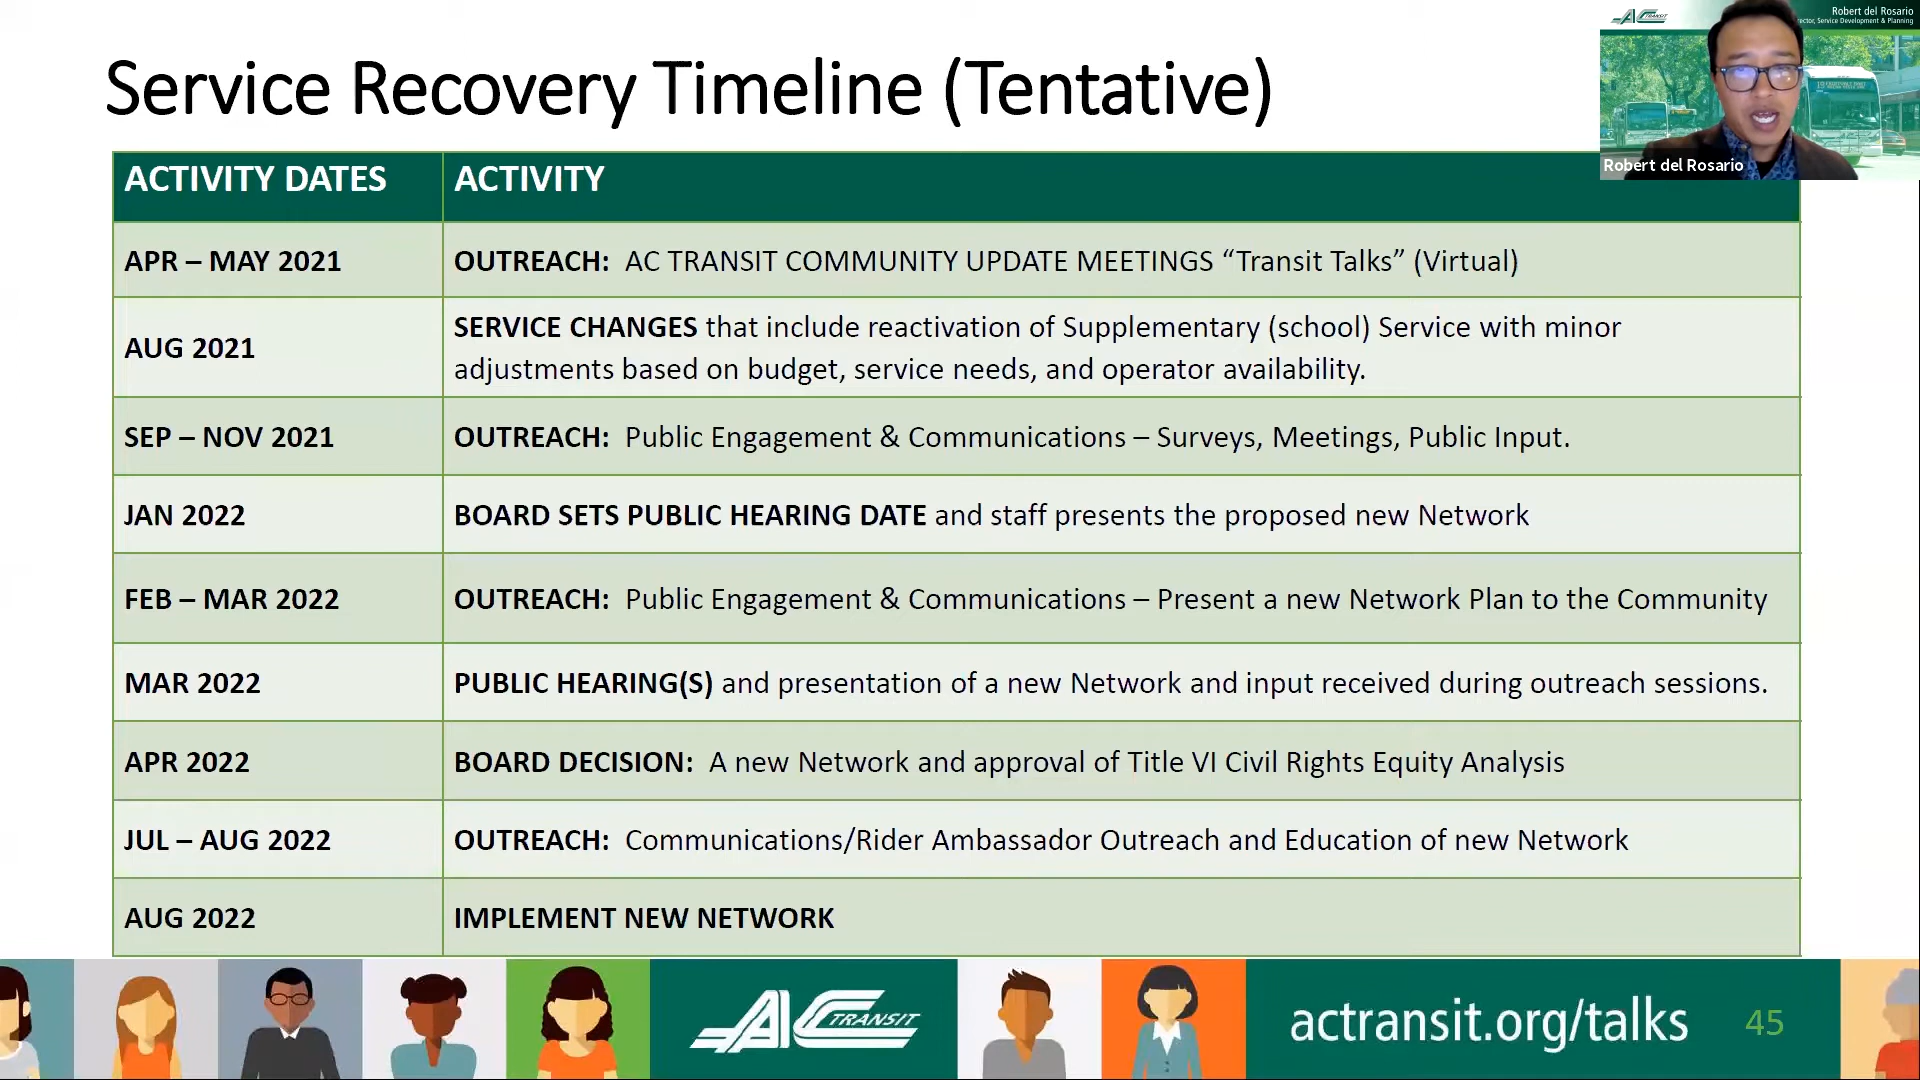 Service Recovery Timeline (Tentative)
AC TRANSIT
Robert del Rosario
Service Development & Planning
Robert del Rosario
ACTIVITY DATES
ACTIVITY
APR – MAY 2021
OUTREACH: AC TRANSIT COMMUNITY UPDATE MEETINGS “Transit Talks” (Virtual)
AUG 2021
SERVICE CHANGES that include reactivation of Supplementary (school) Service with minor
adjustments based on budget, service needs, and operator availability.
SEP – NOV 2021
OUTREACH: Public Engagement & Communications – Surveys, Meetings, Public Input.
JAN 2022
BOARD SETS PUBLIC HEARING DATE and staff presents the proposed new Network
FEB – MAR 2022
OUTREACH: Public Engagement & Communications – Present a new Network Plan to the Community
MAR 2022
PUBLIC HEARING(S) and presentation of a new Network and input received during outreach sessions.
APR 2022
BOARD DECISION: A new Network and approval of Title VI Civil Rights Equity Analysis
JUL – AUG 2022
OUTREACH: Communications/Rider Ambassador Outreach and Education of new Network
AUG 2022
IMPLEMENT NEW NETWORK
AC TRANSIT
actransit.org/talks
45